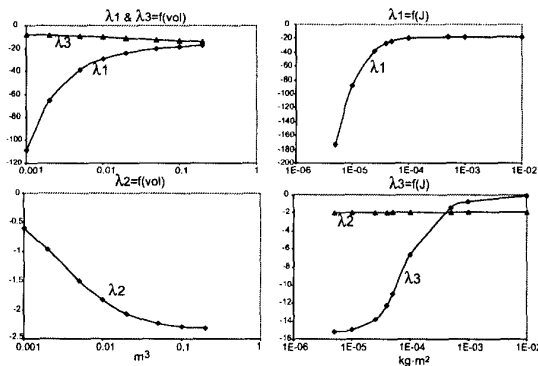 λ1 & λ3=f(vol)
0
-20
-40
-60
-80
-100
-120
λ3
λ1
0.001
0.01
0.1
1
λ1=f(J)
0
-20
-40
-60
-80
-100
-120
-140
-160
-180
-200
λ1
1E-06
1E-05
1E-04
1E-03
1E-02
λ2=f(vol)
0
-0.5
-1
-1.5
-2
-2.5
-3
λ2
0.001
0.01
0.1
1
m³
λ3=f(J)
0
-2
-4
-6
-8
-10
-12
-14
-16
λ2
λ3
1E-06
1E-05
1E-04
1E-03
1E-02
kg·m²